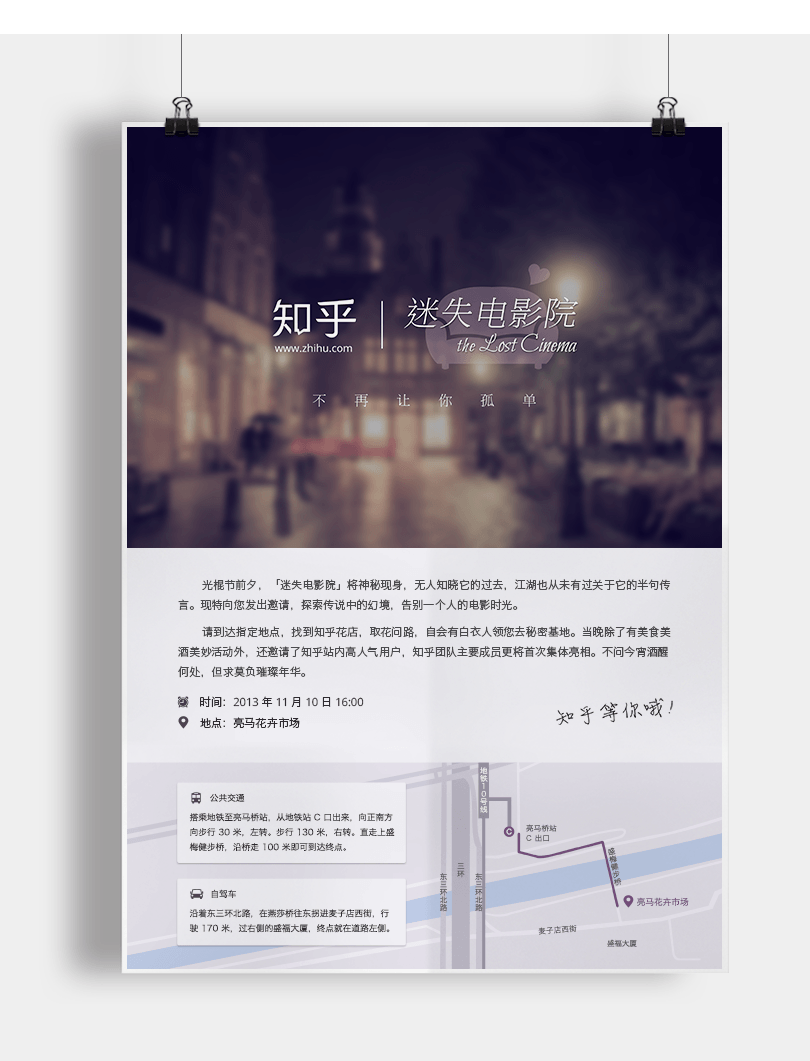 知乎
www.zhihu.com
迷失电影院
the Lost Cinema
不再让你孤单
光棍节前夕，「迷失电影院」将神秘现身，无人知晓它的过去，江湖也从未有过关于它的半句传
言。现特向您发出邀请，探索传说中的幻境，告别一个人的电影时光。
请到达指定地点，找到知乎花店，取花问路，自会有白衣人领您去秘密基地。当晚除了有美食美
酒美妙活动外，还邀请了知乎站内高人气用户，知乎团队主要成员更将首次集体亮相。不问今宵酒醒
何处，但求莫负璀璨年华。
时间：2013 年 11 月 10 日 16:00
地点：亮马花卉市场
知乎等你哦！
公共交通
搭乘地铁至亮马桥站，从地铁站 C 口出来，向正南方
向步行 30 米，左转。步行 130 米，右转。直走上盛
梅健步桥，沿桥走 100 米即可到达终点。
自驾车
沿着东三环北路，在燕莎桥往东拐进麦子店西街，行
驶 170 米，过右侧的盛福大厦，终点就在道路左侧。
地铁10号线
C
亮马桥站
C 出口
三环
东三环北路
东三环北路
盛梅健步桥
亮马花卉市场
麦子店西街
盛福大厦